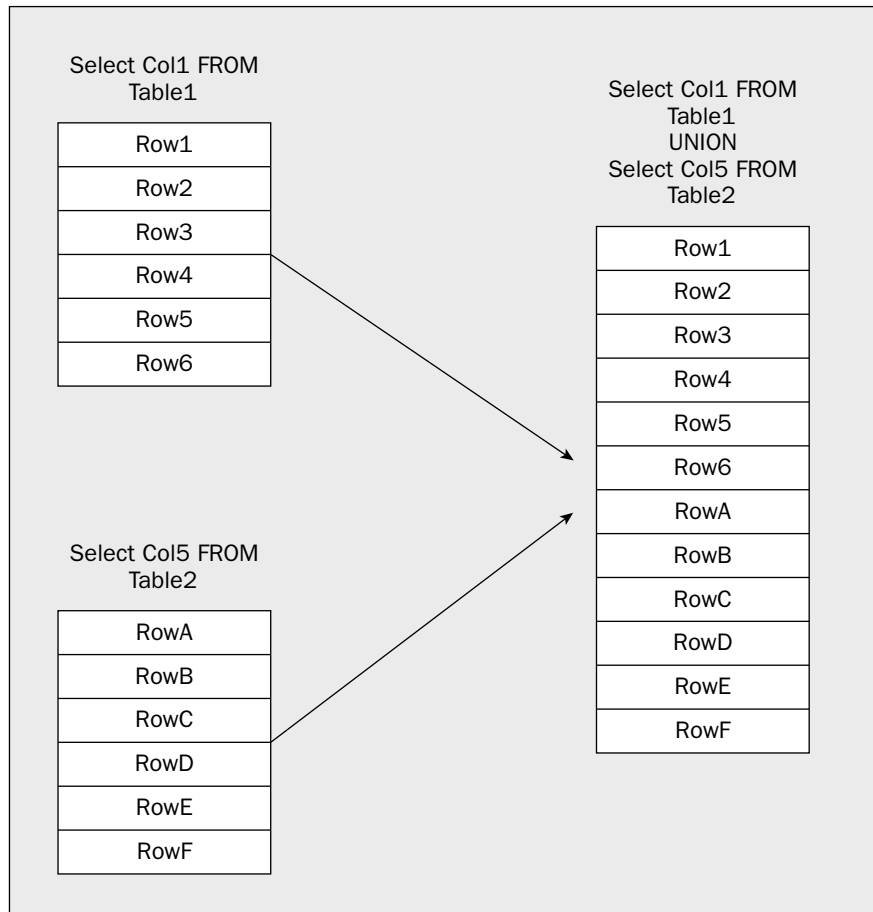 Select Col1 FROM
Table1
Row1
Row2
Row3
Row4
Row5
Row6
Select Col5 FROM
Table2
RowA
RowB
RowC
RowD
RowE
RowF
Select Col1 FROM
Table1
UNION
Select Col5 FROM
Table2
Row1
Row2
Row3
Row4
Row5
Row6
RowA
RowB
RowC
RowD
RowE
RowF